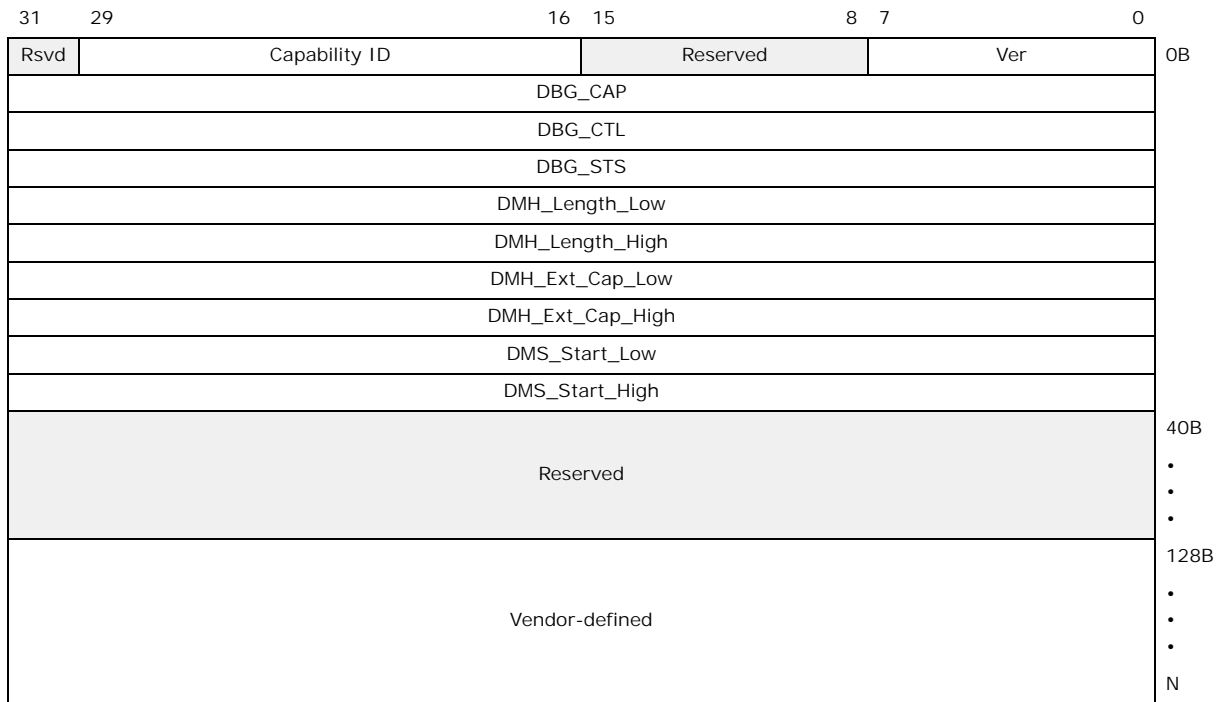 31 29 16 15 8 7 0
Rsvd Capability ID Reserved Ver 0B
DBG_CAP
DBG_CTL
DBG_STS
DMH_Length_Low
DMH_Length_High
DMH_Ext_Cap_Low
DMH_Ext_Cap_High
DMS_Start_Low
DMS_Start_High
40B
Reserved
•
•
•
128B
•
Vendor-defined
•
•
N